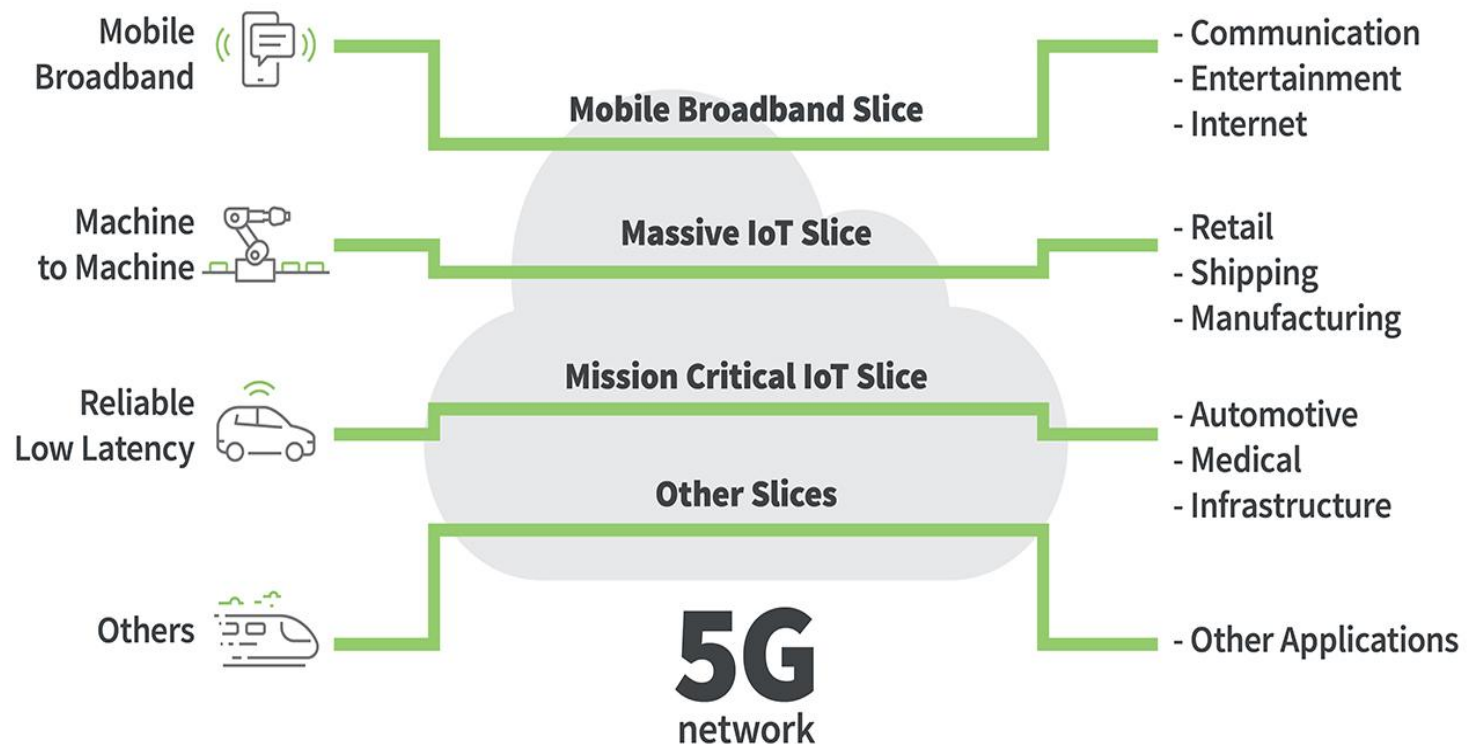 Mobile
Broadband
Mobile Broadband Slice
- Communication
- Entertainment
- Internet
Machine
to Machine
Massive IoT Slice
- Retail
- Shipping
- Manufacturing
Reliable
Low Latency
Mission Critical IoT Slice
- Automotive
- Medical
- Infrastructure
Others
Other Slices
- Other Applications
5G
network